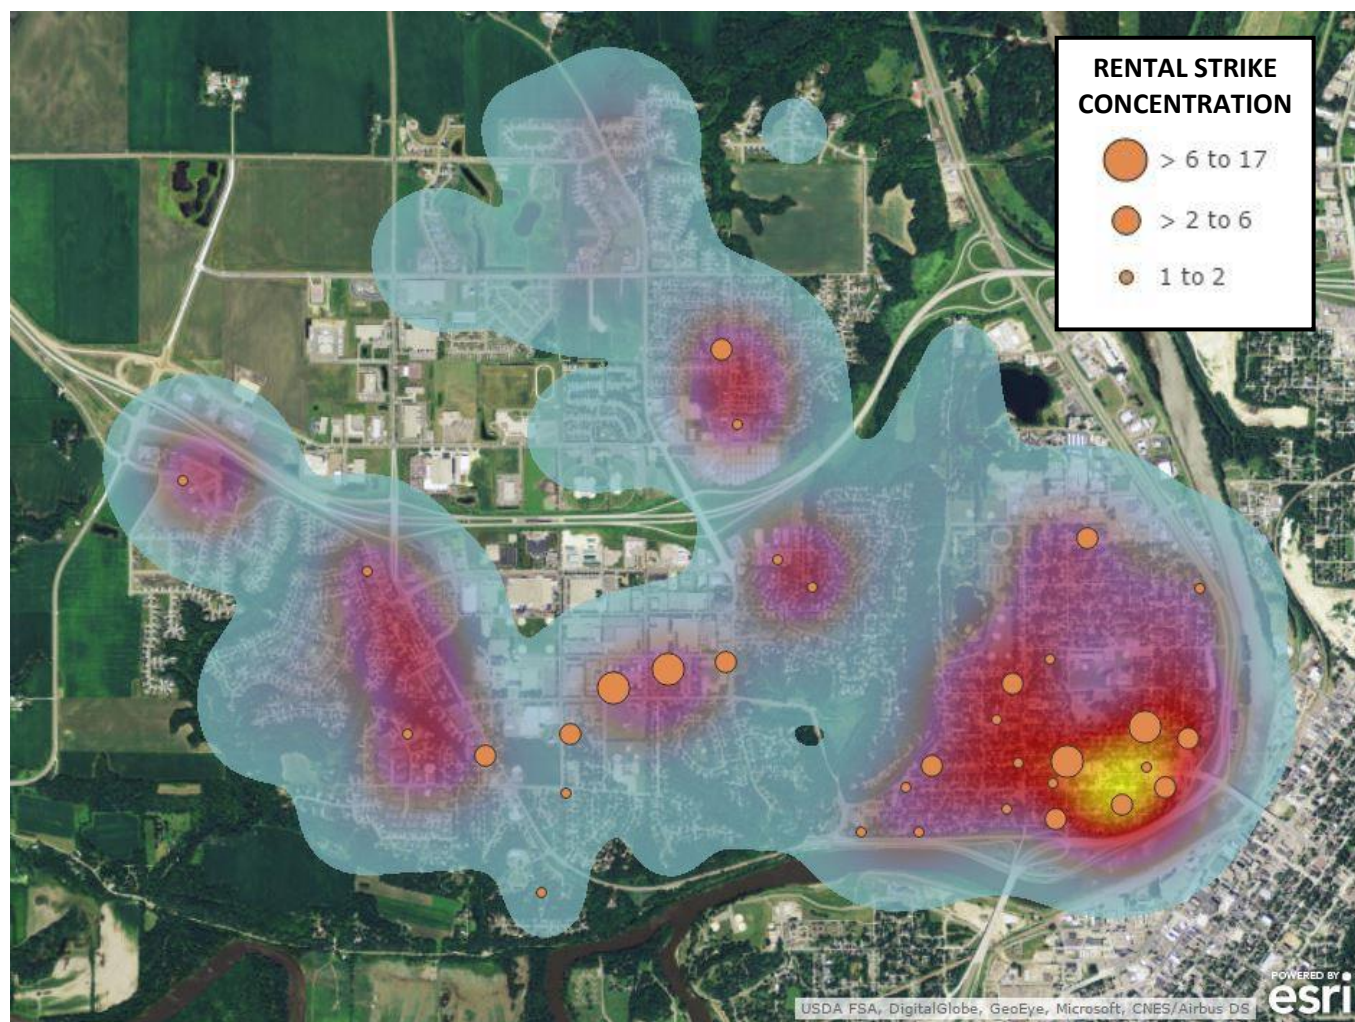 RENTAL STRIKE
CONCENTRATION
> 6 to 17
> 2 to 6
1 to 2
POWERED BY
esri
USDA FSA, DigitalGlobe, GeoEye, Microsoft, CNES/Airbus DS